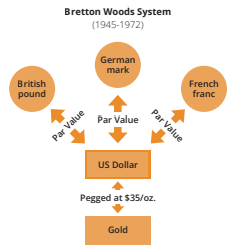 Bretton Woods System
(1945-1972)
German
mark
British
pound
French
franc
Par Value
Par Value
Par Value
US Dollar
Pegged at $35/oz.
Gold